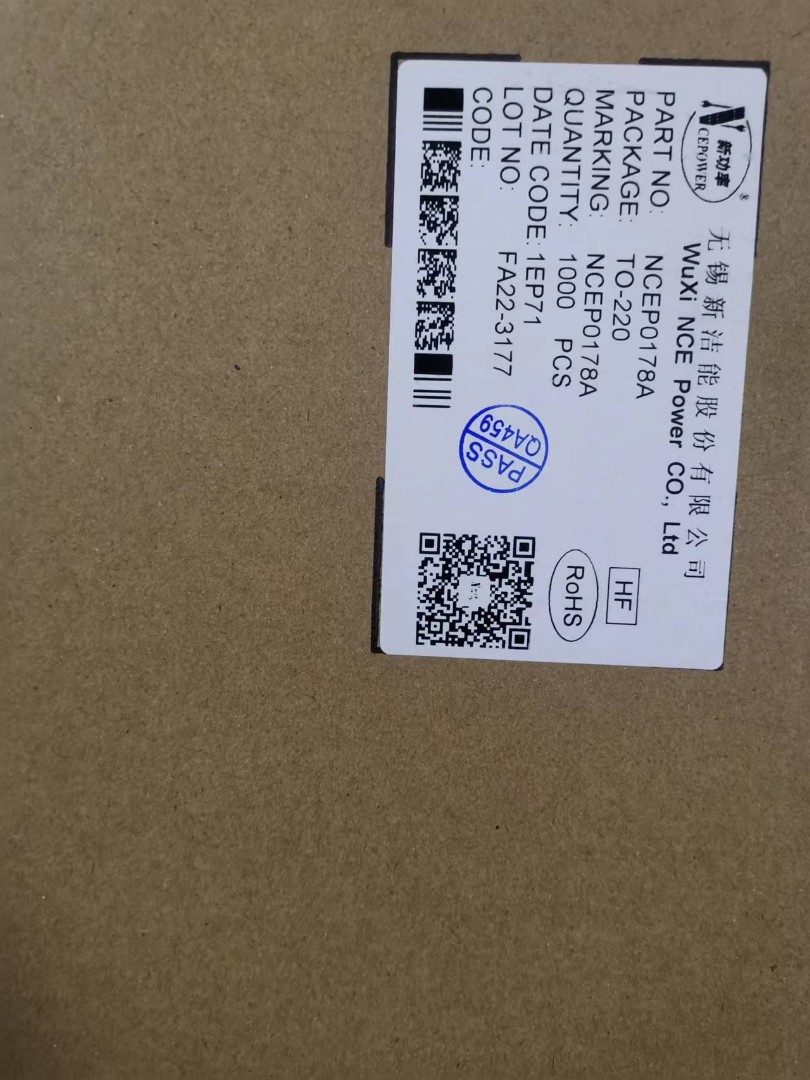 新功率
NCEPOWER
®
无锡新洁能股份有限公司
WuXi NCE Power CO., Ltd
PART NO: NCEP0178A
PACKAGE: TO-220
MARKING: NCEP0178A
QUANTITY: 1000 PCS
DATE CODE: 1EP71
LOT NO: FA22-3177
CODE:
HF
RoHS
PASS
QA459